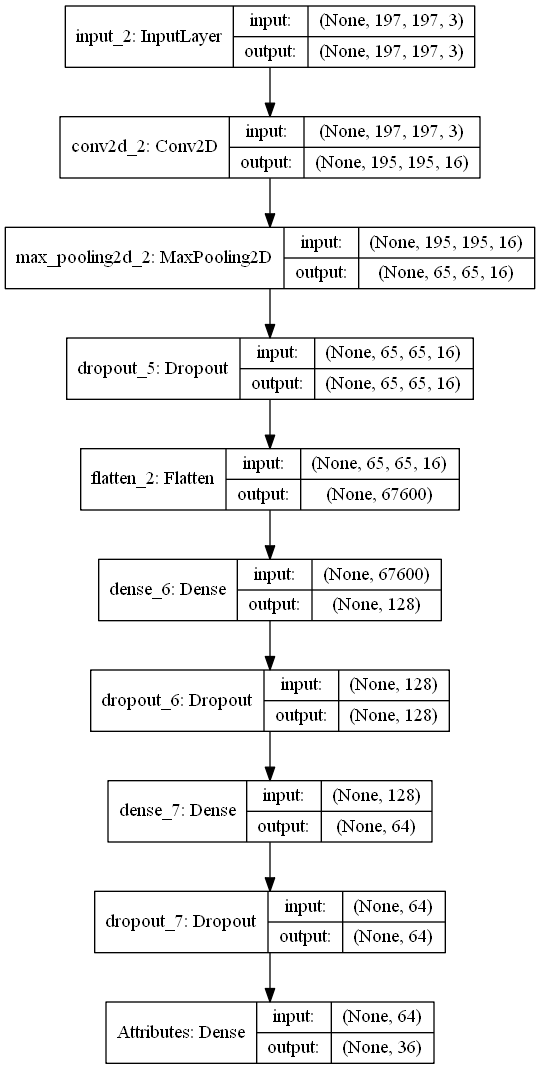 input_2: InputLayer
input:
(None, 197, 197, 3)
output:
(None, 197, 197, 3)
conv2d_2: Conv2D
input:
(None, 197, 197, 3)
output:
(None, 195, 195, 16)
max_pooling2d_2: MaxPooling2D
input:
(None, 195, 195, 16)
output:
(None, 65, 65, 16)
dropout_5: Dropout
input:
(None, 65, 65, 16)
output:
(None, 65, 65, 16)
flatten_2: Flatten
input:
(None, 65, 65, 16)
output:
(None, 67600)
dense_6: Dense
input:
(None, 67600)
output:
(None, 128)
dropout_6: Dropout
input:
(None, 128)
output:
(None, 128)
dense_7: Dense
input:
(None, 128)
output:
(None, 64)
dropout_7: Dropout
input:
(None, 64)
output:
(None, 64)
Attributes: Dense
input:
(None, 64)
output:
(None, 36)